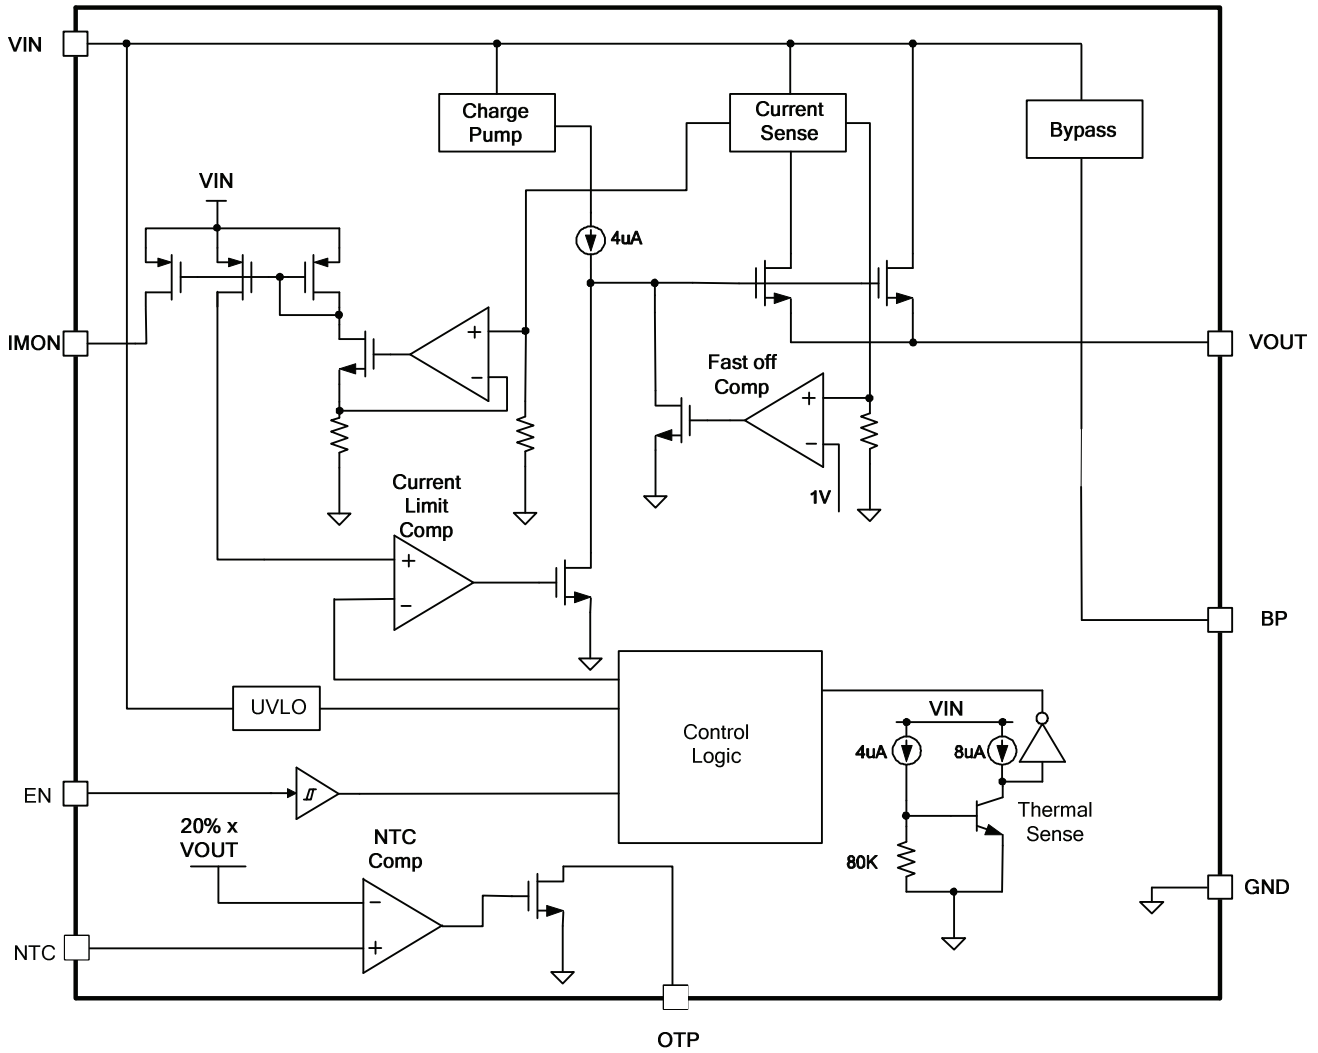 VIN
Charge
Pump
Current
Sense
Bypass
VIN
4uA
+
−
IMON
VOUT
Fast off
Comp
+
−
1V
Current
Limit
Comp
+
−
BP
UVLO
Control
Logic
VIN
4uA
8uA
EN
Thermal
Sense
20% x
VOUT
NTC
Comp
80K
GND
−
+
NTC
OTP